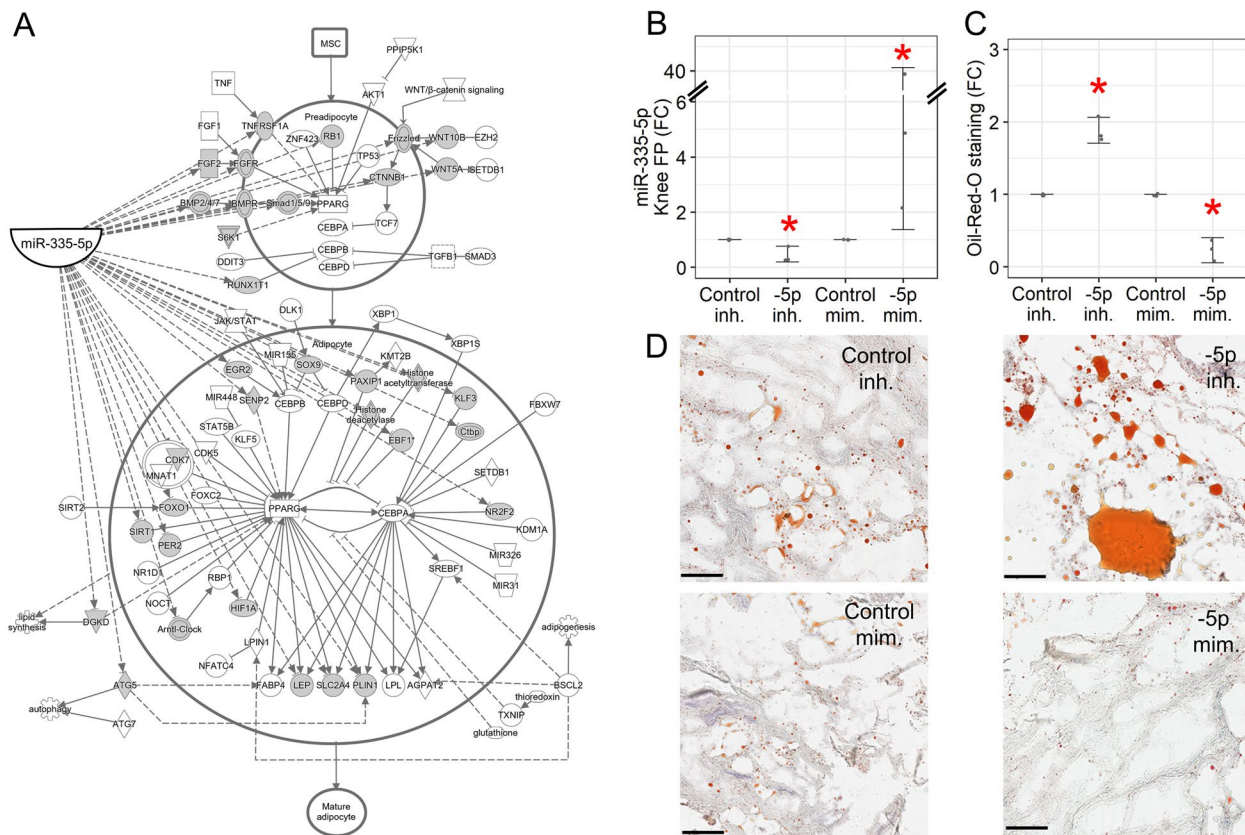 A
MSC
PPIP5K1
TNF
AKT1
WNT/β-catenin signaling
Preadipocyte
FGF1
TNFRSF1A
ZNF423
RB1
Frizzled
WNT10B
EZH2
TP53
FGF2
FGFR
WNT5A
SETDB1
CTNNB1
BMP2/4/7
BMPR
Smad1/5/9
PPARG
miR-335-5p
CEBPA
TCF7
S6K1
CEBPB
DDIT3
CEBPD
TGFB1
SMAD3
RUNX1T1
DLK1
XBP1
JAK/STAT
Adipocyte
XBP1S
MIR155
SOX9
KMT2B
EGR2
PAXIP1
Histone
acetyltransferase
MIR448
SENP2
CEBPB
CEBPD
KLF3
FBXW7
Histone
deacetylase
STAT5B
KLF5
EBF1*
Ctbp
CDK7
CDK5
MNAT1
SETDB1
FOXC2
SIRT2
FOXO1
PPARG
CEBPA
NR2F2
SIRT1
KDM1A
PER2
MIR326
NR1D1
RBP1
SREBF1
MIR31
NOCT
HIF1A
lipid
synthesis
DGKD
Arntl-Clock
adipogenesis
LPIN1
NFATC4
ATG5
FABP4
LEP
SLC2A4
PLIN1
LPL
AGPAT2
BSCL2
thioredoxin
autophagy
TXNIP
ATG7
glutathione
Mature
adipocyte
B
miR-335-5p
Knee FP (FC)
40
6
4
2
0
*
*
Control
inh.
-5p
inh.
Control
mim.
-5p
mim.
C
Oil-Red-O staining (FC)
3
2
1
0
*
*
Control
inh.
-5p
inh.
Control
mim.
-5p
mim.
D
Control
inh.
-5p
inh.
Control
mim.
-5p
mim.